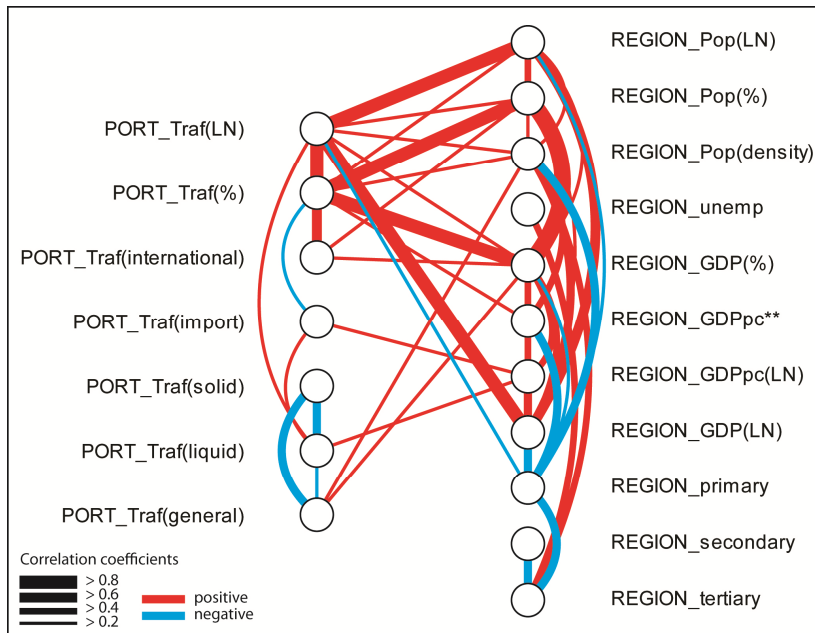 PORT_Traf(LN)
PORT_Traf(%)
PORT_Traf(international)
PORT_Traf(import)
PORT_Traf(solid)
PORT_Traf(liquid)
PORT_Traf(general)
REGION_Pop(LN)
REGION_Pop(%)
REGION_Pop(density)
REGION_unemp
REGION_GDP(%)
REGION_GDPpc**
REGION_GDPpc(LN)
REGION_GDP(LN)
REGION_primary
REGION_secondary
REGION_tertiary
Correlation coefficients
> 0.8
> 0.6
> 0.4
> 0.2
positive
negative